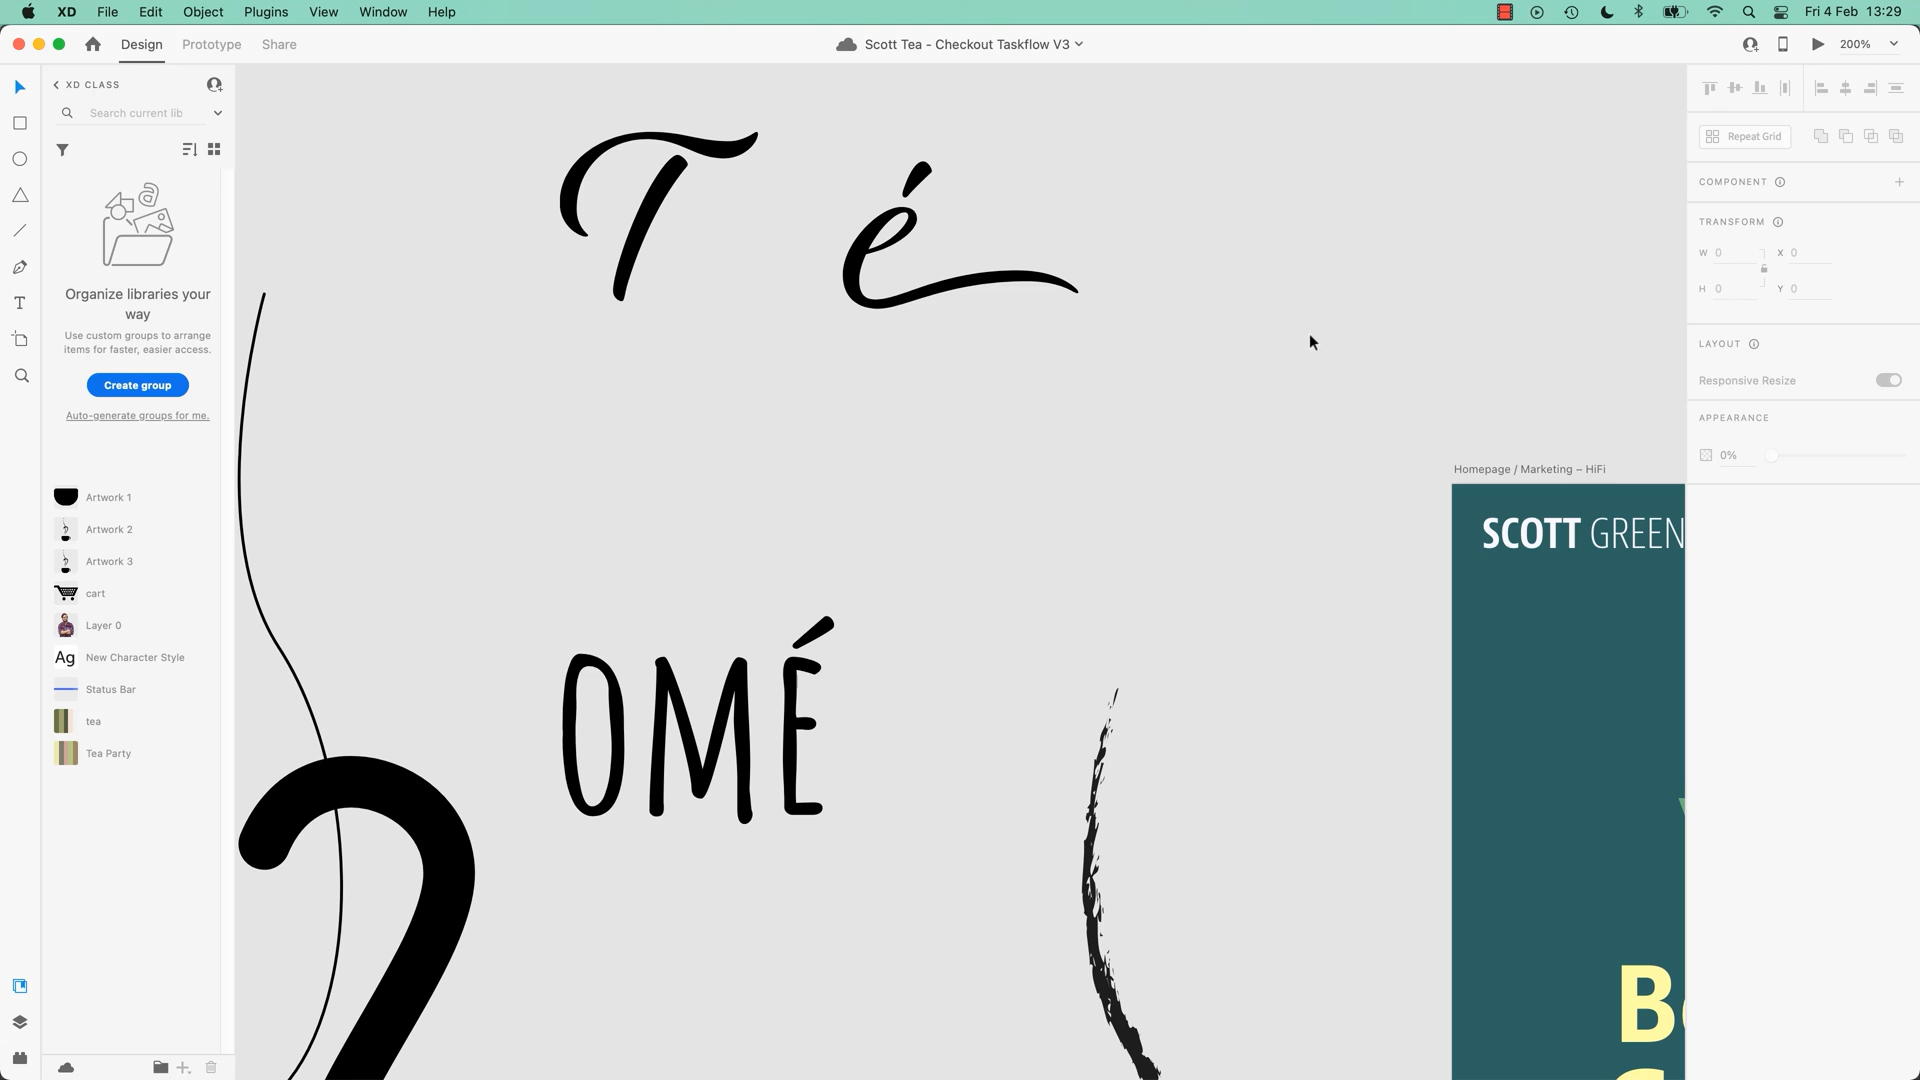 XD File Edit Object Plugins View Window Help Fri 4 Feb 13:29
Design Prototype Share Scott Tea - Checkout Taskflow V3 200%
XD CLASS
Search current lib
Organize libraries your
way
Use custom groups to arrange
items for faster, easier access.
Create group
Auto-generate groups for me.
Artwork 1
Artwork 2
Artwork 3
cart
Layer 0
Ag New Character Style
Status Bar
tea
Tea Party
T é
OMÉ
Homepage / Marketing – HiFi
SCOTT GREEN
Repeat Grid
COMPONENT
TRANSFORM
W 0 X 0
H 0 Y 0
LAYOUT
Responsive Resize
APPEARANCE
0%